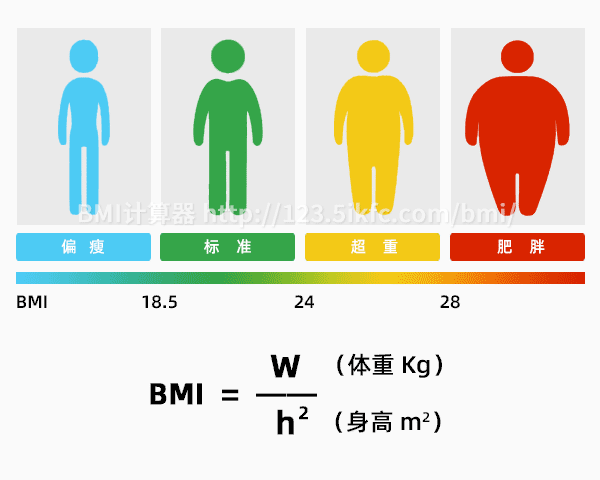 BMI计算器 http://123.5ikfc.com/bmi/
偏 瘦
标 准
超 重
肥 胖
BMI 18.5 24 28
W (体重 Kg)
BMI = ——
h² (身高 m²)